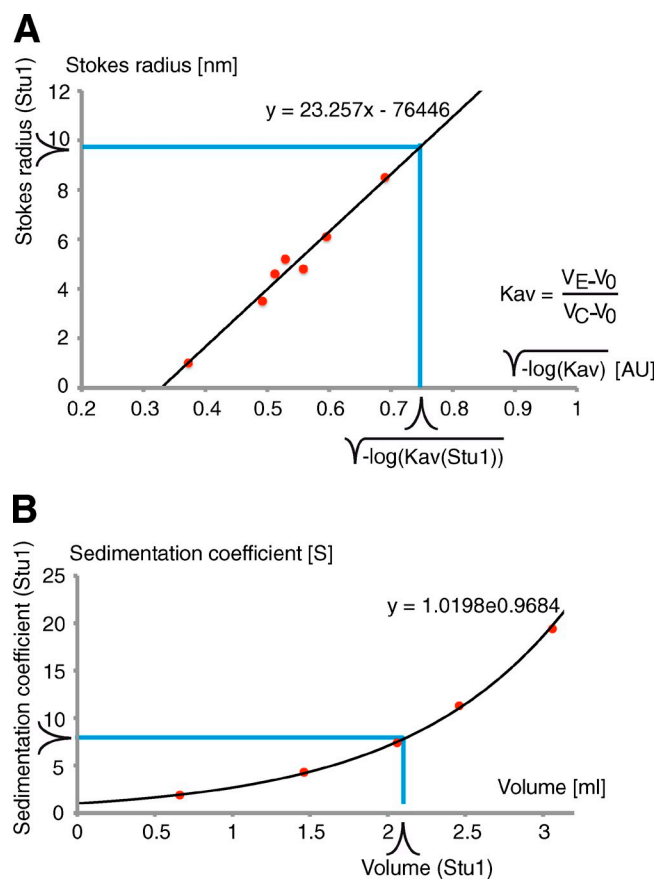 A
Stokes radius [nm]
Stokes radius (Stu1)
12
10
8
6
4
2
0
y = 23.257x - 76446
Kav = VE-V0
VC-V0
√-log(Kav) [AU]
0.2 0.3 0.4 0.5 0.6 0.7 0.8 0.9 1
√-log(Kav(Stu1))
B
Sedimentation coefficient [S]
Sedimentation coefficient (Stu1)
25
20
15
10
5
0
y = 1.0198e0.9684
Volume [ml]
0 0.5 1 1.5 2 2.5 3
Volume (Stu1)